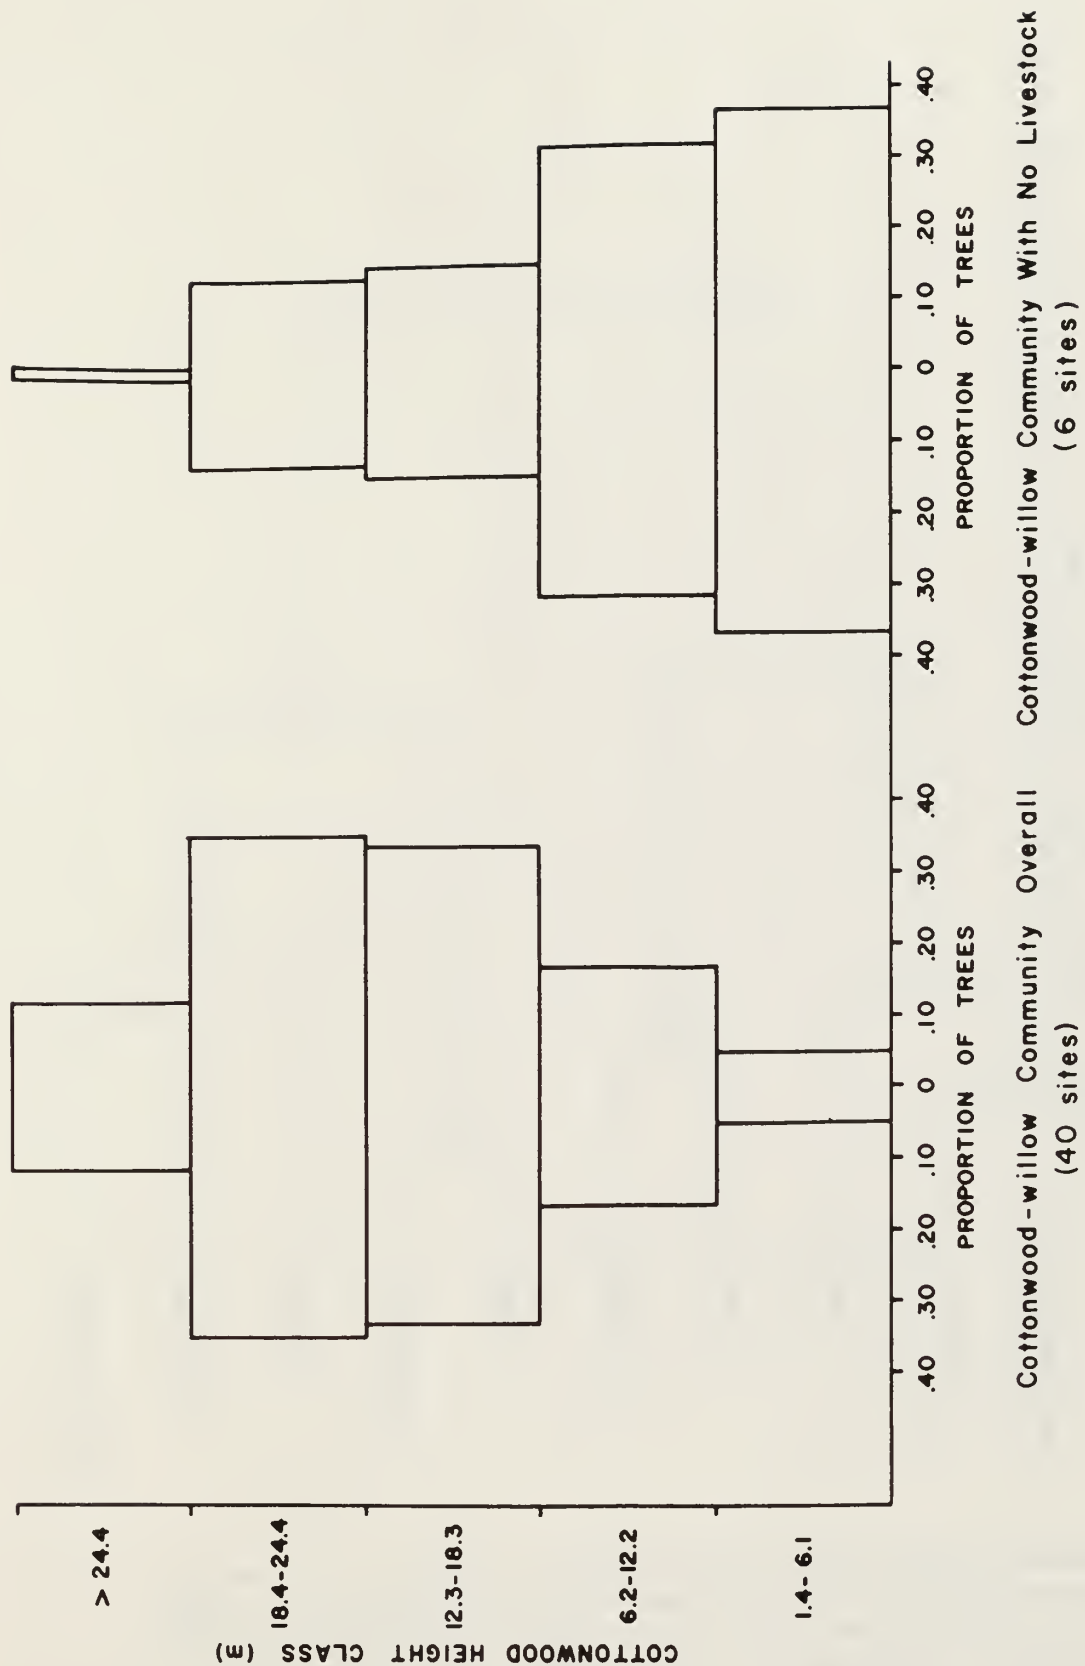 COTTONWOOD HEIGHT CLASS (m)
> 24.4
18.4-24.4
12.3-18.3
6.2-12.2
1.4-6.1
.40 .30 .20 .10 0 .10 .20 .30 .40
PROPORTION OF TREES
Cottonwood-willow Community Overall
(40 sites)
.40 .30 .20 .10 0 .10 .20 .30 .40
PROPORTION OF TREES
Cottonwood-willow Community With No Livestock
(6 sites)